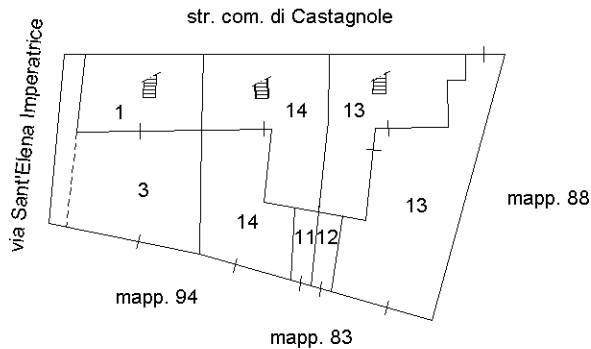 str. com. di Castagnole
via Sant'Elena Imperatrice
1
14
13
3
14
11
12
13
mapp. 88
mapp. 94
mapp. 83